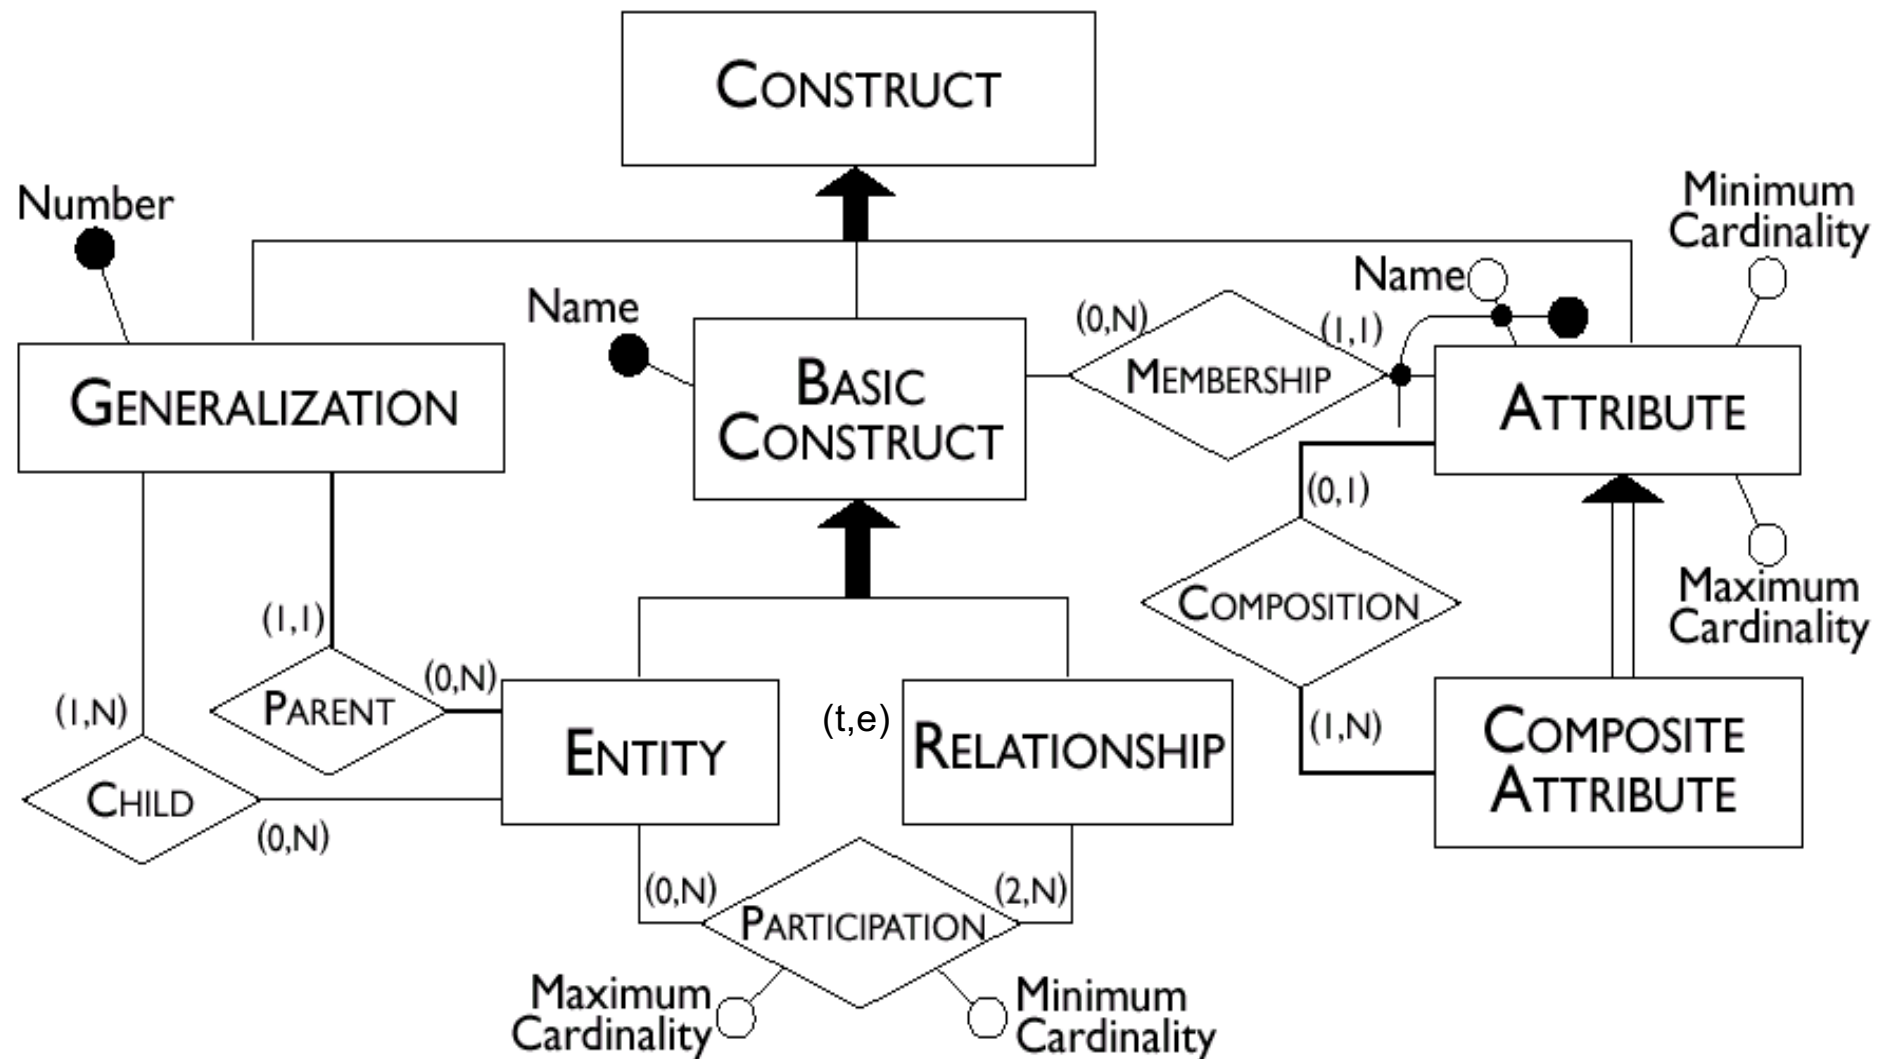 CONSTRUCT
Number
Minimum
Cardinality
Name
Name
(0,N)
(1,1)
GENERALIZATION
BASIC
CONSTRUCT
MEMBERSHIP
ATTRIBUTE
(0,1)
COMPOSITION
Maximum
Cardinality
(1,1)
(0,N)
PARENT
(1,N)
ENTITY
(t,e)
RELATIONSHIP
(1,N)
COMPOSITE
ATTRIBUTE
CHILD
(0,N)
(0,N)
(2,N)
PARTICIPATION
Maximum
Cardinality
Minimum
Cardinality